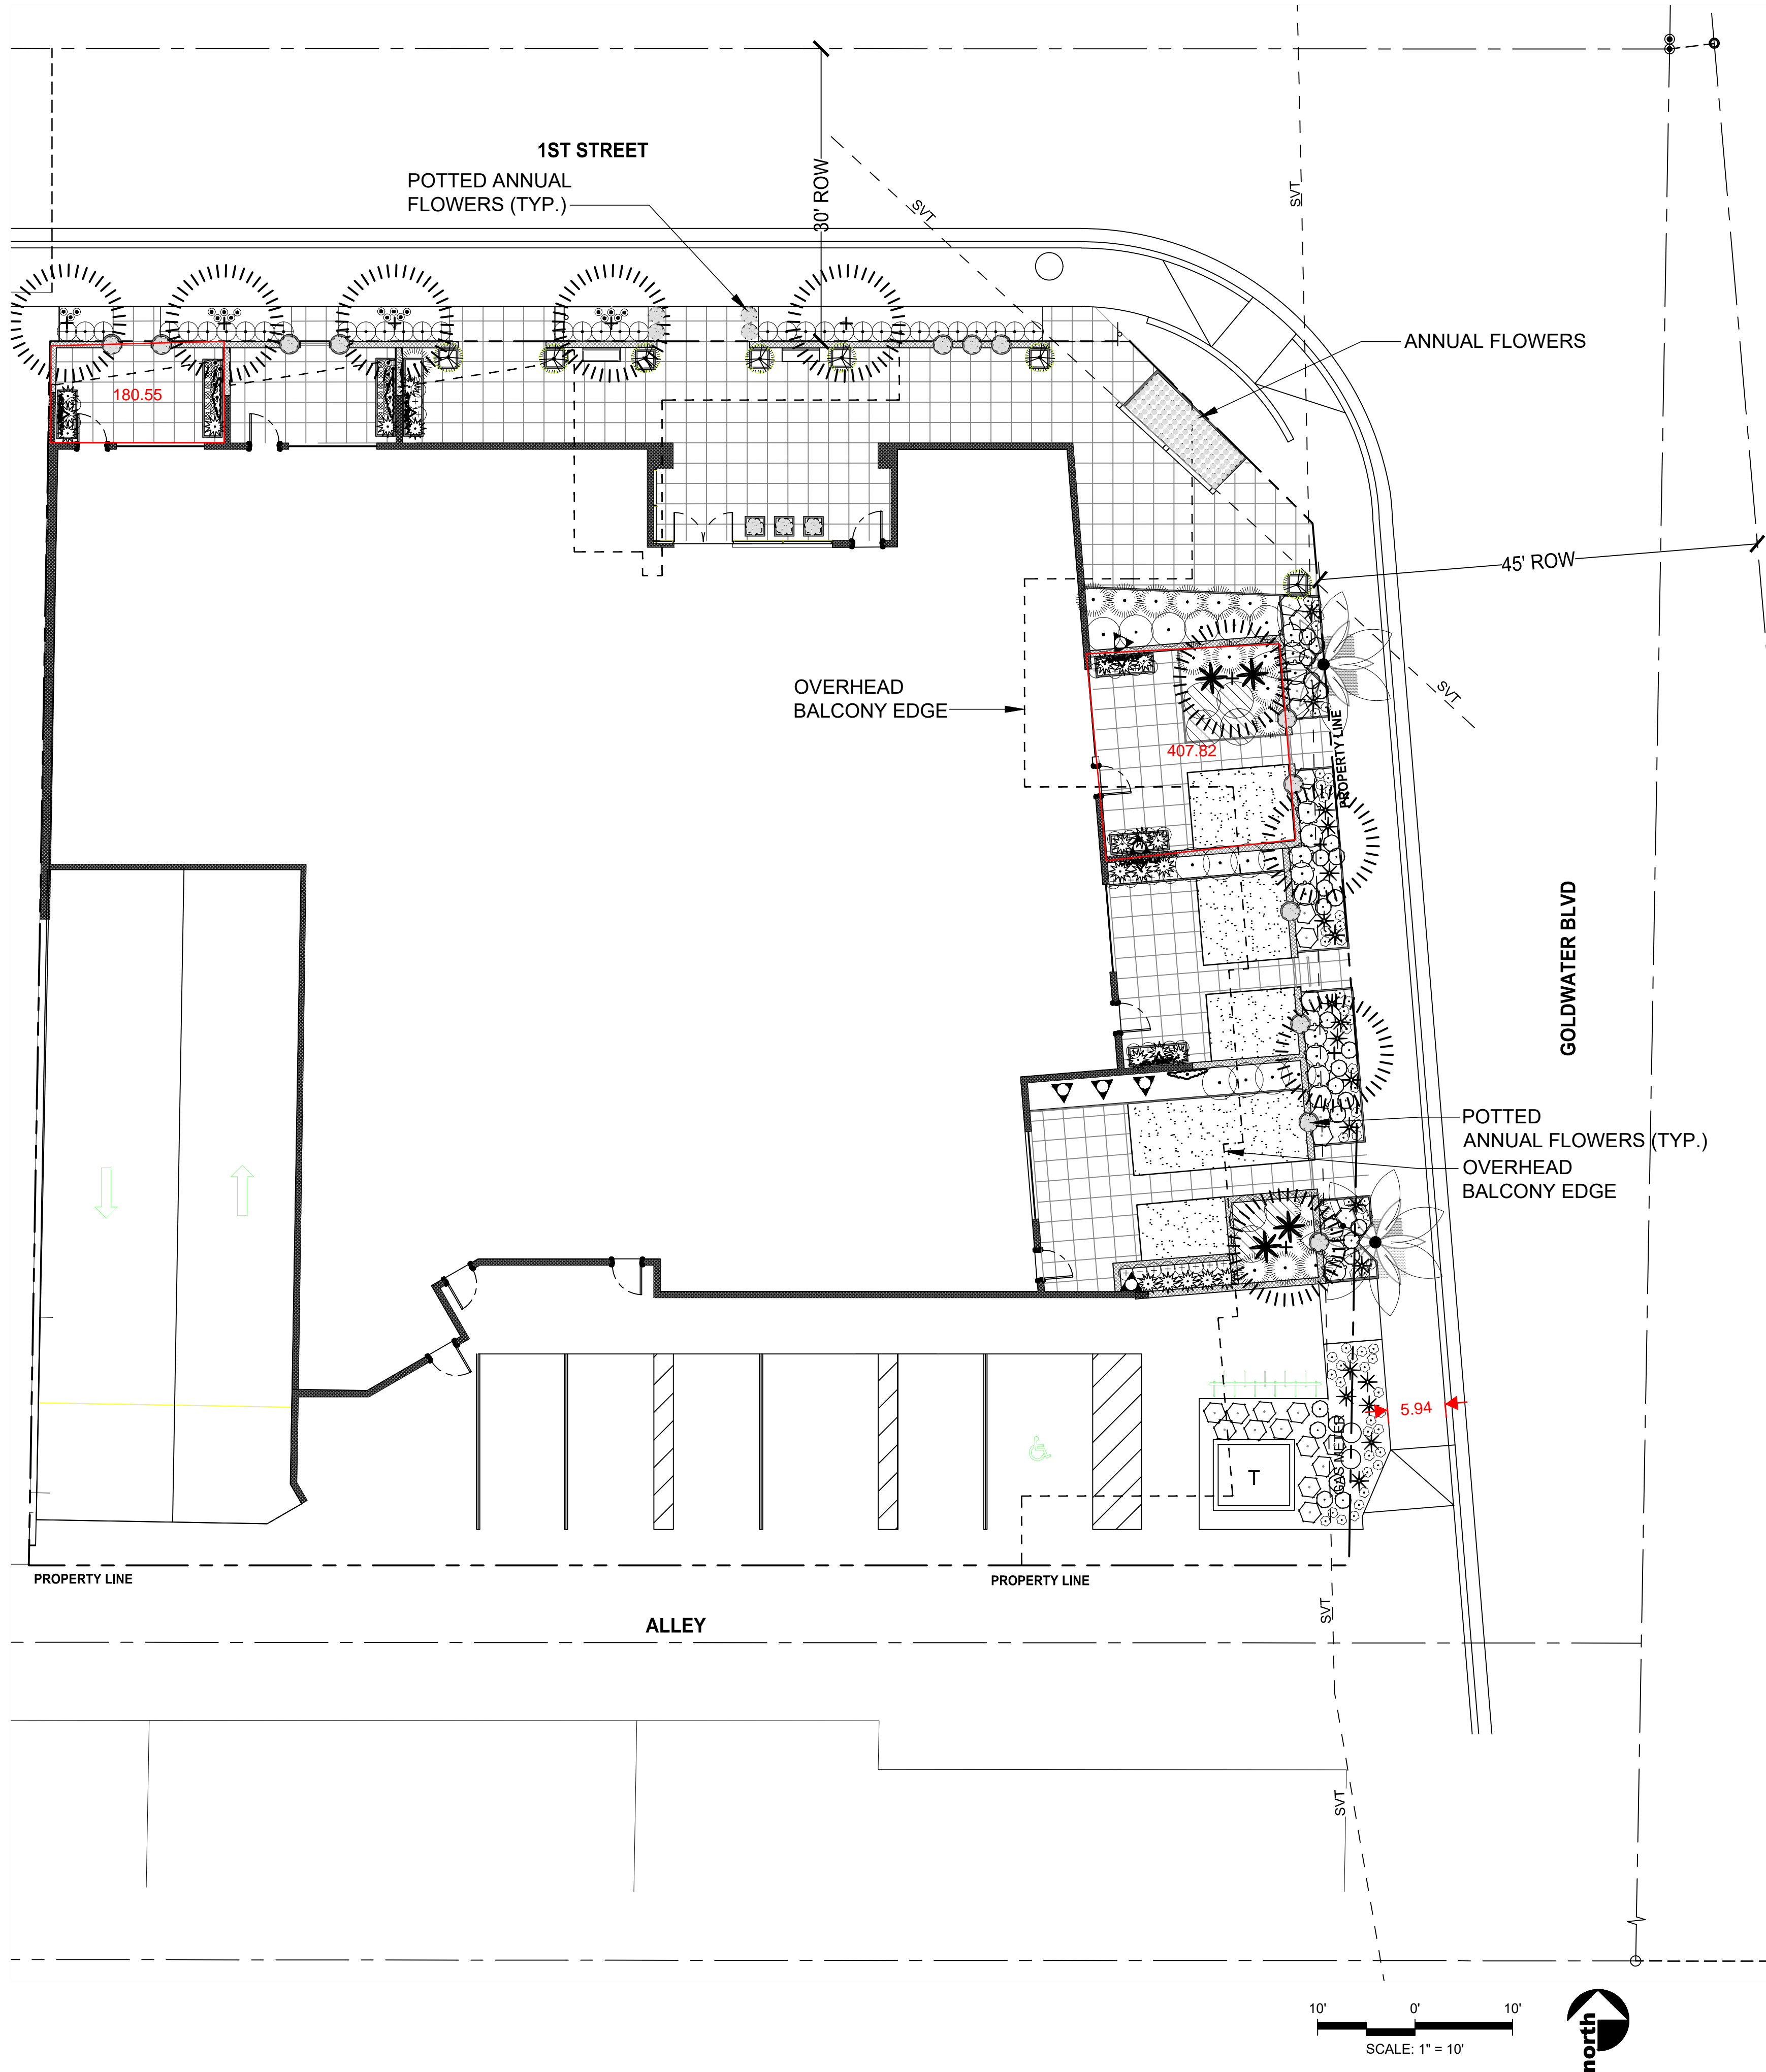 1ST STREET
POTTED ANNUAL
FLOWERS (TYP.)
30' ROW
SVT
SVT
ANNUAL FLOWERS
180.55
45' ROW
SVT
OVERHEAD
BALCONY EDGE
PROPERTY LINE
407.82
GOLDWATER BLVD
POTTED
ANNUAL FLOWERS (TYP.)
OVERHEAD
BALCONY EDGE
5.94
GAS METER
T
PROPERTY LINE
PROPERTY LINE
SVT
ALLEY
SVT
10' 0' 10'
SCALE: 1" = 10'
north